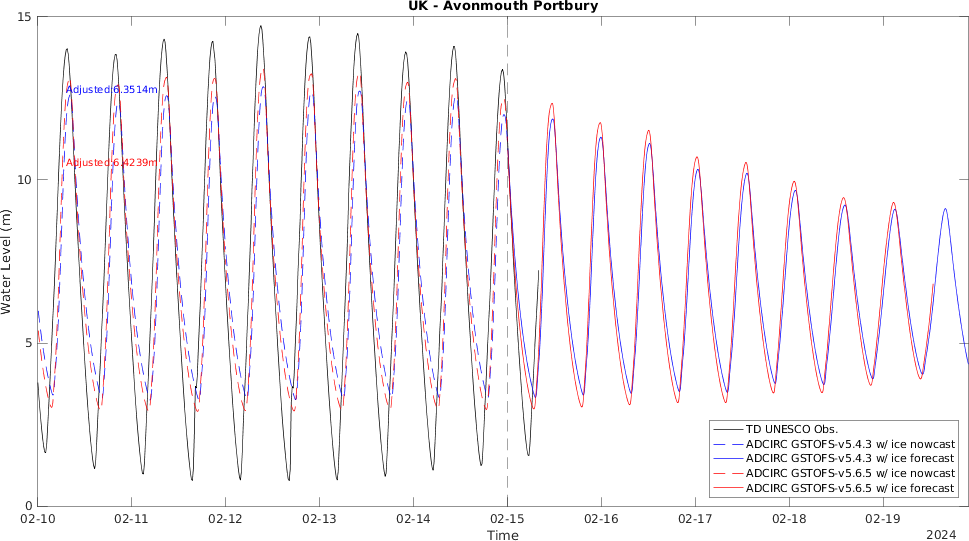 UK - Avonmouth Portbury
15
10
5
0
Water Level (m)
Adjusted:6.3514m
Adjusted:6.4239m
TD UNESCO Obs.
ADCIRC GSTOFS-v5.4.3 w/ ice nowcast
ADCIRC GSTOFS-v5.4.3 w/ ice forecast
ADCIRC GSTOFS-v5.6.5 w/ ice nowcast
ADCIRC GSTOFS-v5.6.5 w/ ice forecast
02-10 02-11 02-12 02-13 02-14 02-15 02-16 02-17 02-18 02-19
Time
2024